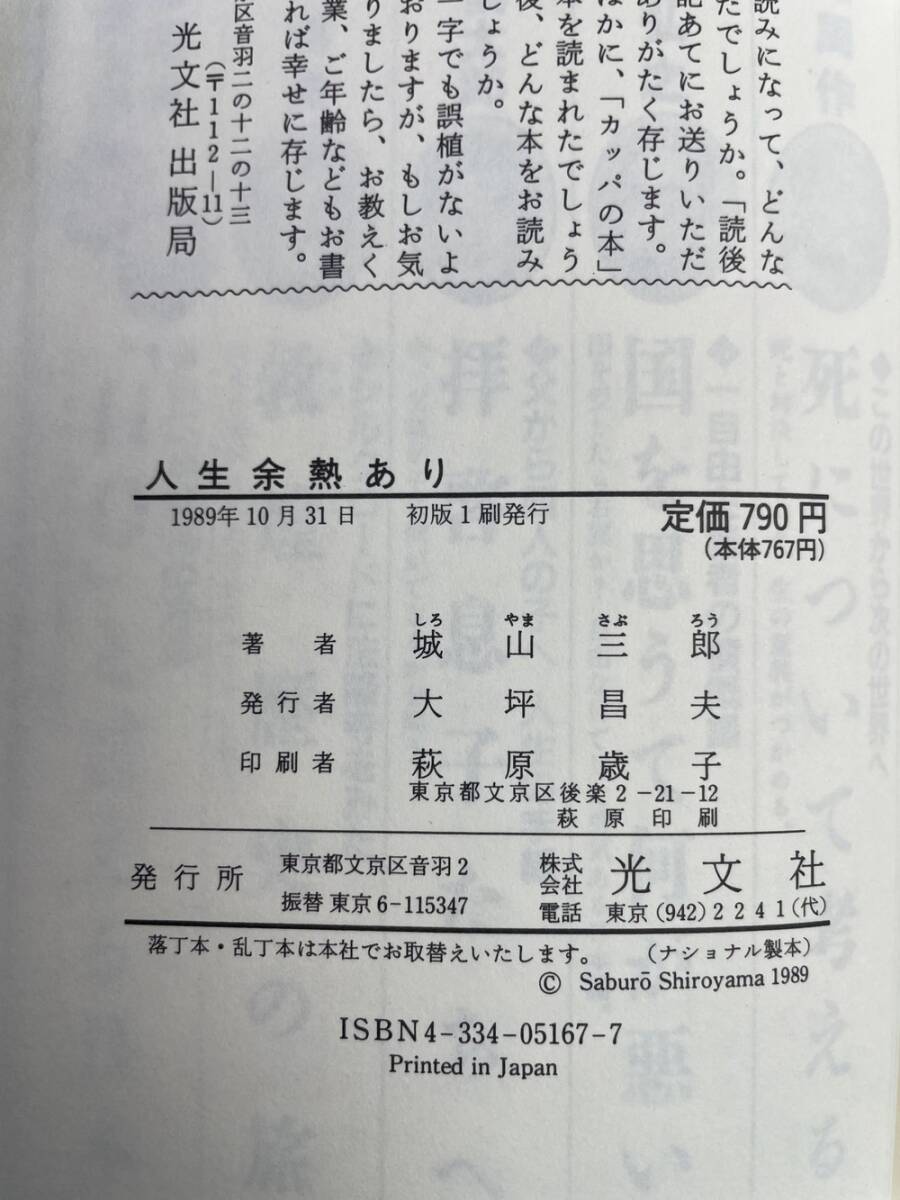 読みになって、どんな
たでしょうか。「読後
記あてにお送りいただ
ありがたく存じます。
ほかに、「カッパの本」
本を読まれたでしょう
後、どんな本をお読み
しょうか。
一字でも誤植がないよ
おりますが、もしお気
りましたら、お教えく
業、ご年齢などもお書
れば幸せに存じます。
区音羽二の十二の十三
(〒112―11)
光文社 出版局
人生余熱あり
1989年10月31日 初版1刷発行 定価790円
(本体767円)
しろ やま さぶ ろう
著者 城山三郎
発行者 大坪昌夫
印刷者 萩原歳子
東京都文京区後楽2-21-12
萩原印刷
発行所 東京都文京区音羽2 株式会社 光文社
振替 東京6-115347 電話 東京(942)2241(代)
落丁本・乱丁本は本社でお取替えいたします。 (ナショナル製本)
© Saburō Shiroyama 1989
ISBN4-334-05167-7
Printed in Japan